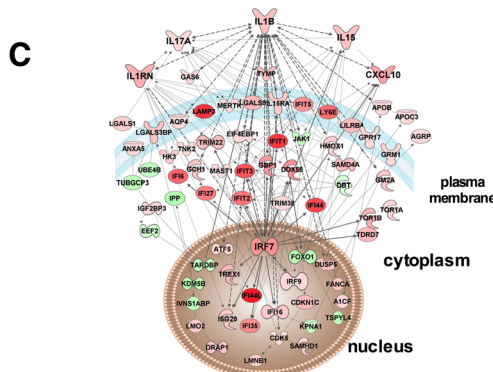 C
IL1B
IL17A
IL15
IL1RN
GAS6
TYMP
CXCL10
LAMP3
MERTK
LGALS9
IL15RA
IFIT5
LY6E
APOB
LGALS1
AQP4
LILRB4
APOC3
LGALS3BP
TRIM22
EIF4EBP1
IFIT1
JAK1
HMOX1
GPR17
AGRP
ANXA5
HK3
TNK2
GRM1
UBE4B
IFI6
GCH1
MAST1
IFIT3
GBP1
DDX58
SAMD4A
TUBGCP3
DBT
GM2A
plasma
membrane
IPP
IFI27
IFIT2
TRIM38
IFI44
IGF2BP3
TOR1B
TOR1A
EEF2
TDRD7
IRF7
ATF5
FOXO1
cytoplasm
TARDBP
TREX1
DUSP5
KDM5B
IRF9
FANCA
IFI44L
CDKN1C
A1CF
IVNS1ABP
ISG20
IFI16
TSPYL4
LMO2
IFI35
KPNA1
CDK5
DRAP1
SAMHD1
nucleus
LMNB1